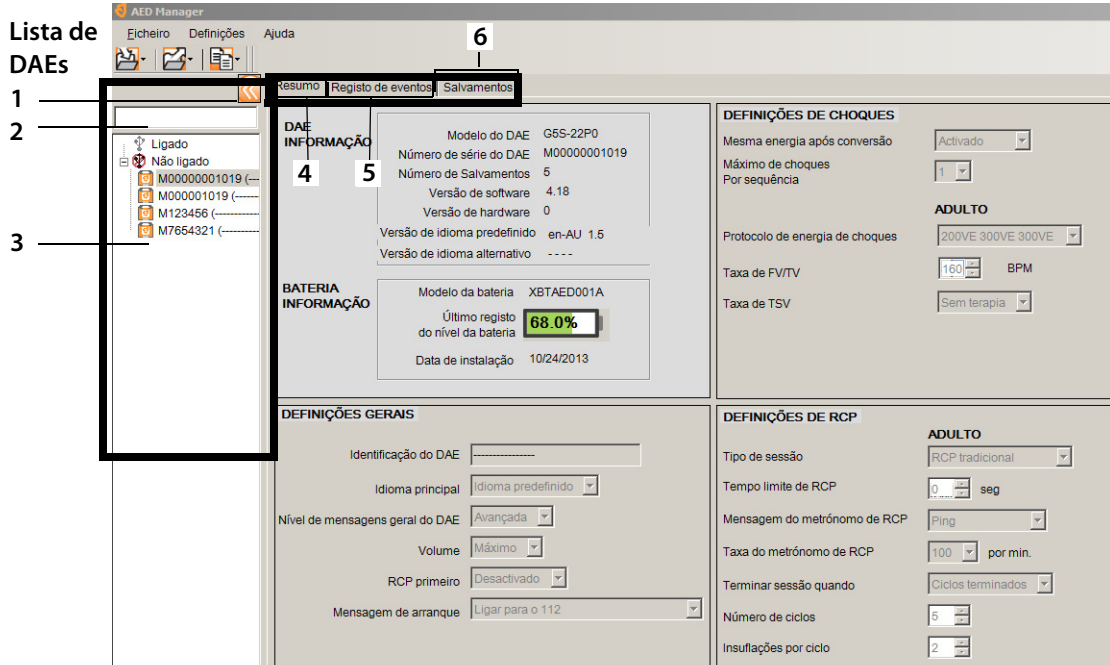 AED Manager
Ficheiro Definições Ajuda
Lista de
DAEs
1
2
3
4
5
6
Resumo Registo de eventos Salvamentos
Ligado
Não ligado
M00000001019 (---
M000001019 (------
M123456 (------------
M7654321 (----------
DAE
INFORMAÇÃO
Modelo do DAE G5S-22P0
Número de série do DAE M00000001019
Número de Salvamentos 5
Versão de software 4.18
Versão de hardware 0
Versão de idioma predefinido en-AU 1.5
Versão de idioma alternativo ----
BATERIA
INFORMAÇÃO
Modelo da bateria XBTAED001A
Último registo
do nível da bateria
68.0%
Data de instalação 10/24/2013
DEFINIÇÕES DE CHOQUES
Mesma energia após conversão Activado
Máximo de choques
Por sequência
1
ADULTO
Protocolo de energia de choques 200VE 300VE 300VE
Taxa de FV/TV 160 BPM
Taxa de TSV Sem terapia
DEFINIÇÕES GERAIS
Identificação do DAE ----------------
Idioma principal Idioma predefinido
Nível de mensagens geral do DAE Avançada
Volume Máximo
RCP primeiro Desactivado
Mensagem de arranque Ligar para o 112
DEFINIÇÕES DE RCP
ADULTO
Tipo de sessão RCP tradicional
Tempo limite de RCP 0 seg
Mensagem do metrónomo de RCP Ping
Taxa do metrónomo de RCP 100 por min.
Terminar sessão quando Ciclos terminados
Número de ciclos 5
Insuflações por ciclo 2